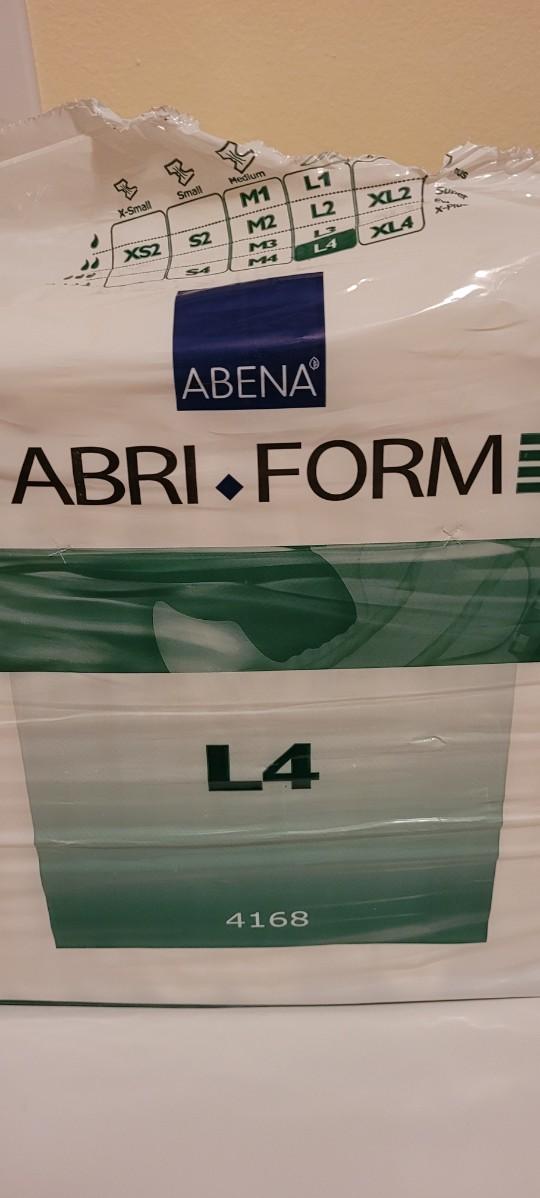 X-Small Small Medium
M1 L1
XS2 S2 M2 L2 XL2
M3 L3
S4 M4 L4 XL4
ABENA®
ABRI FORM
L4
4168